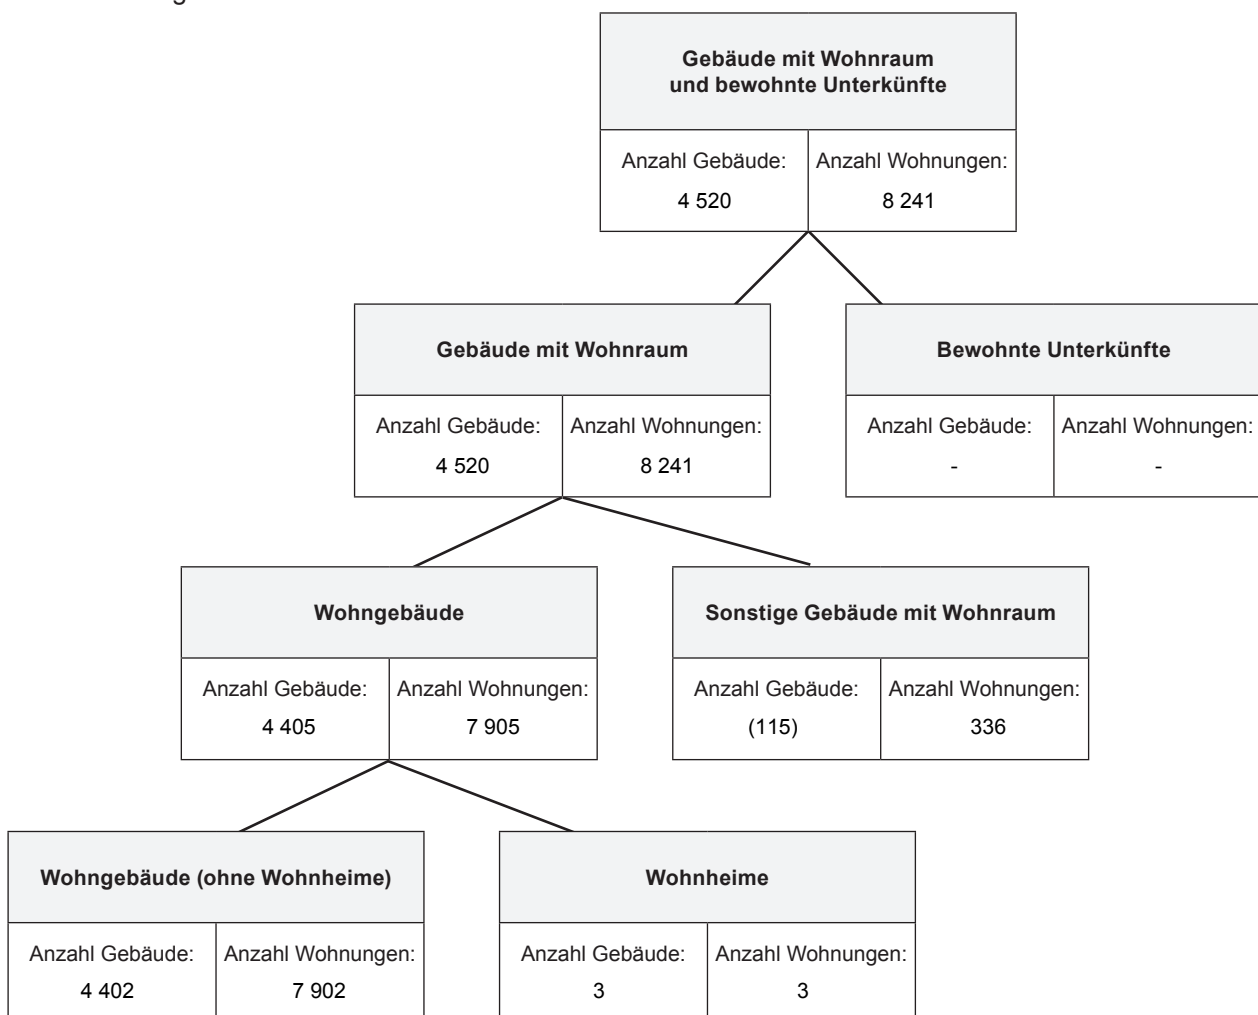 Gebäude mit Wohnraum
und bewohnte Unterkünfte
Anzahl Gebäude: Anzahl Wohnungen:
4 520 8 241
Gebäude mit Wohnraum Bewohnte Unterkünfte
Anzahl Gebäude: Anzahl Wohnungen: Anzahl Gebäude: Anzahl Wohnungen:
4 520 8 241 - -
Wohngebäude Sonstige Gebäude mit Wohnraum
Anzahl Gebäude: Anzahl Wohnungen: Anzahl Gebäude: Anzahl Wohnungen:
4 405 7 905 (115) 336
Wohngebäude (ohne Wohnheime) Wohnheime
Anzahl Gebäude: Anzahl Wohnungen: Anzahl Gebäude: Anzahl Wohnungen:
4 402 7 902 3 3